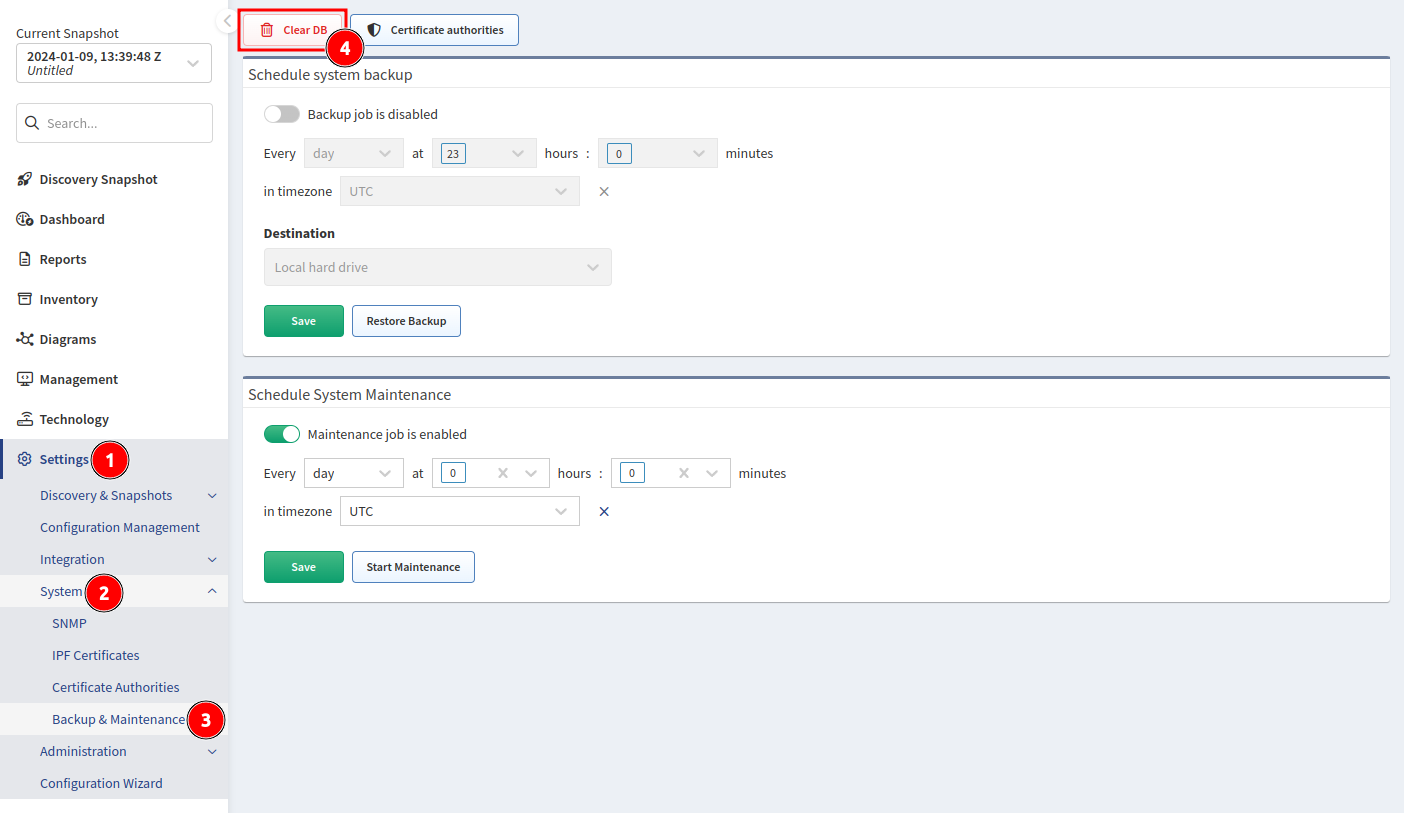 Current Snapshot
2024-01-09, 13:39:48 Z
Untitled
Search...
Discovery Snapshot
Dashboard
Reports
Inventory
Diagrams
Management
Technology
Settings 1
Discovery & Snapshots
Configuration Management
Integration
System 2
SNMP
IPF Certificates
Certificate Authorities
Backup & Maintenance 3
Administration
Configuration Wizard
Clear DB 4 Certificate authorities
Schedule system backup
Backup job is disabled
Every day at 23 hours : 0 minutes
in timezone UTC
Destination
Local hard drive
Save Restore Backup
Schedule System Maintenance
Maintenance job is enabled
Every day at 0 hours : 0 minutes
in timezone UTC
Save Start Maintenance